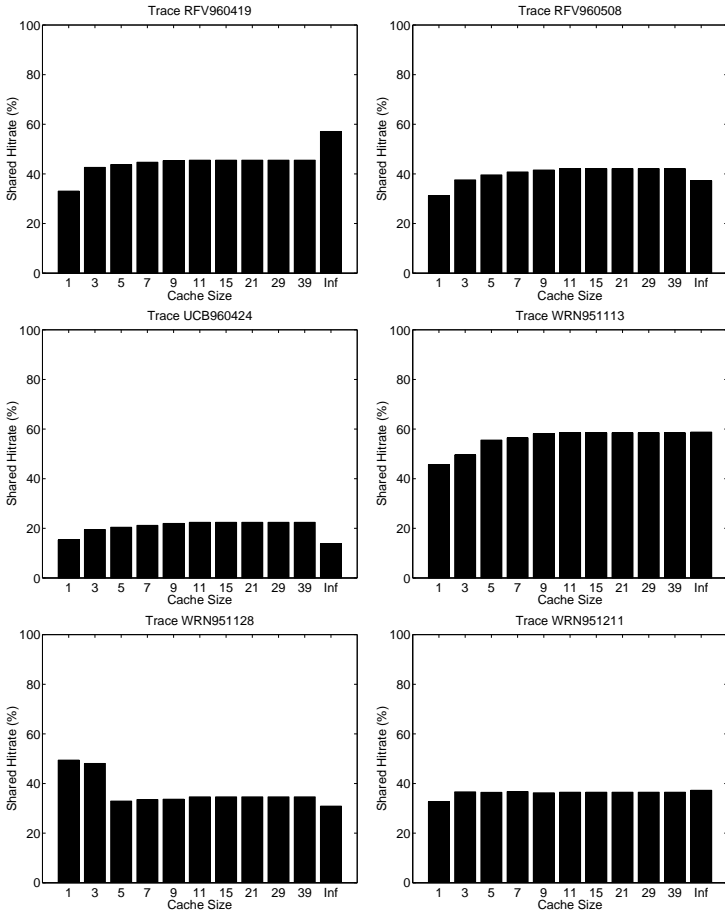 Trace RFV960419
100
80
60
40
20
0
Shared Hitrate (%)
1 3 5 7 9 11 15 21 29 39 Inf
Cache Size
Trace RFV960508
100
80
60
40
20
0
Shared Hitrate (%)
1 3 5 7 9 11 15 21 29 39 Inf
Cache Size
Trace UCB960424
100
80
60
40
20
0
Shared Hitrate (%)
1 3 5 7 9 11 15 21 29 39 Inf
Cache Size
Trace WRN951113
100
80
60
40
20
0
Shared Hitrate (%)
1 3 5 7 9 11 15 21 29 39 Inf
Cache Size
Trace WRN951128
100
80
60
40
20
0
Shared Hitrate (%)
1 3 5 7 9 11 15 21 29 39 Inf
Cache Size
Trace WRN951211
100
80
60
40
20
0
Shared Hitrate (%)
1 3 5 7 9 11 15 21 29 39 Inf
Cache Size